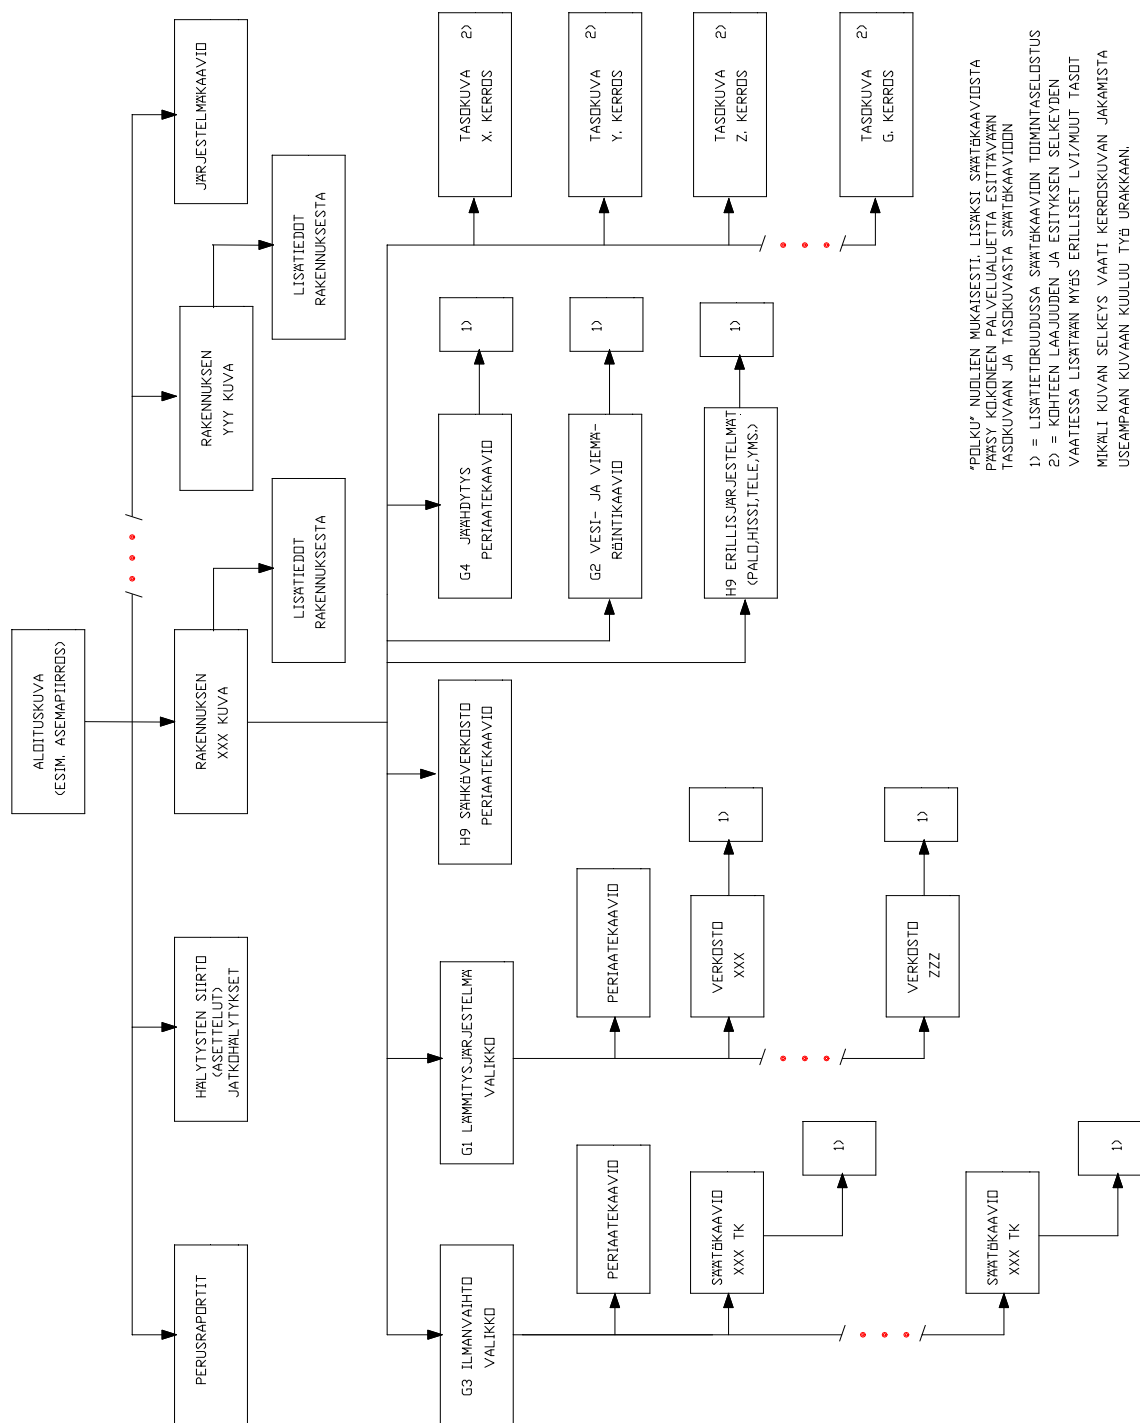 ALOITUSKUVA
(ESIM. ASEMAPIIRROS)
PERUSRAPORTIT
HÄLYTYSTEN SIIRTO
(ASETTELUT)
JATKOHÄLYTYKSET
RAKENNUKSEN
XXX KUVA
RAKENNUKSEN
YYY KUVA
JÄRJESTELMÄKAAVIO
LISÄTIEDOT
RAKENNUKSESTA
LISÄTIEDOT
RAKENNUKSESTA
G3 ILMANVAIHTO
VALIKKO
G1 LÄMMITYSJÄRJESTELMÄ
VALIKKO
H9 SÄHKÖVERKOSTO
PERIAATEKAAVIO
G4 JÄÄHDYTYS
PERIAATEKAAVIO
1)
TASOKUVA 2)
X. KERROS
PERIAATEKAAVIO
PERIAATEKAAVIO
G2 VESI- JA VIEMÄ-
RÖINTIKAAVIO
1)
TASOKUVA 2)
Y. KERROS
SÄÄTÖKAAVIO
XXX TK
1)
VERKOSTO
XXX
1)
H9 ERILLISJÄRJESTELMÄT
(PALO,HISSI,TELE,YMS.)
1)
TASOKUVA 2)
Z. KERROS
VERKOSTO
ZZZ
1)
TASOKUVA 2)
G. KERROS
SÄÄTÖKAAVIO
XXX TK
1)
"POLKU" NUOLIEN MUKAISESTI. LISÄKSI SÄÄTÖKAAVIOSTA
PÄÄSY KO.KONEEN PALVELUALUETTA ESITTÄVÄÄN
TASOKUVAAN JA TASOKUVASTA SÄÄTÖKAAVIOON
1) = LISÄTIETORUUDUSSA SÄÄTÖKAAVION TOIMINTASELOSTUS
2) = KOHTEEN LAAJUUDEN JA ESITYKSEN SELKEYDEN
VAATIESSA LISÄTÄÄN MYÖS ERILLISET LVI/MUUT TASOT
MIKÄLI KUVAN SELKEYS VAATI KERROSKUVAN JAKAMISTA
USEAMPAAN KUVAAN KUULUU TYÖ URAKKAAN.